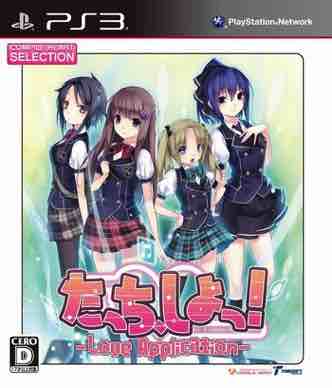 PS3
PlayStation®Network
COMPILE HEART
SELECTION
たっち、しよっ！
-Love Application-
CERO
D